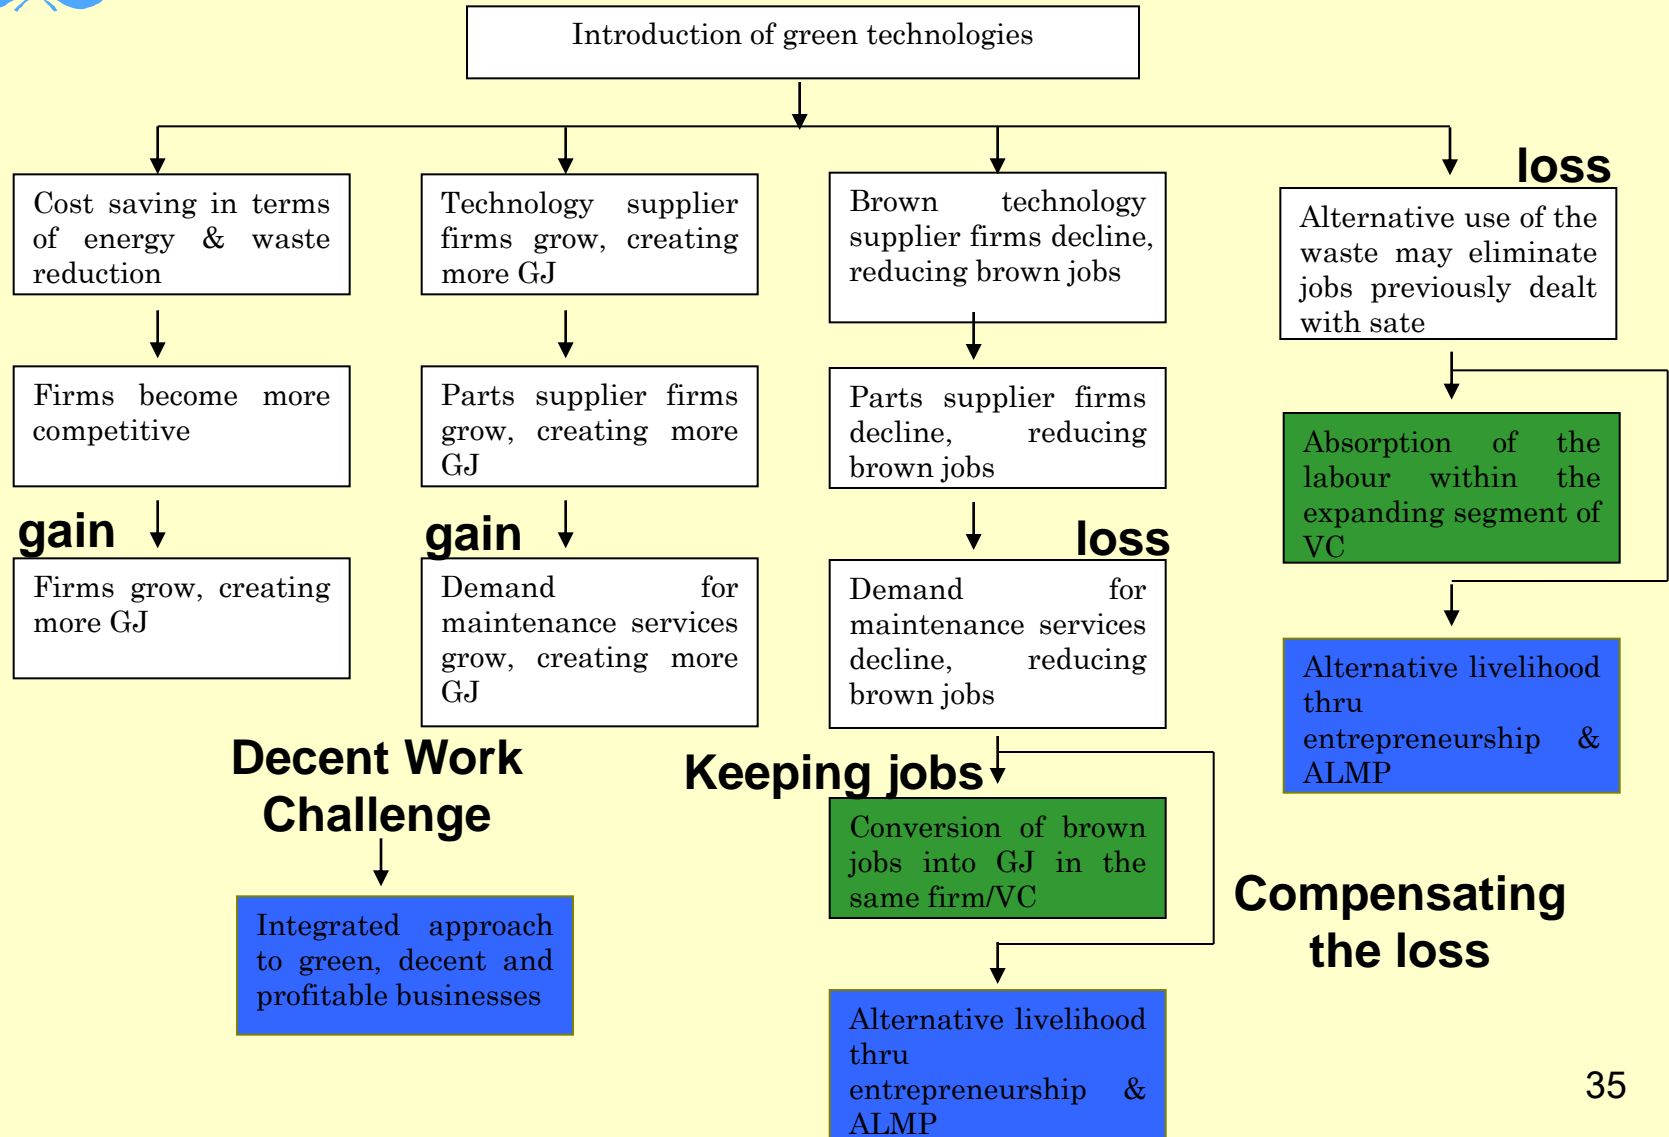 Introduction of green technologies
Cost saving in terms
of energy & waste
reduction
Firms become more
competitive
gain
Firms grow, creating
more GJ
Technology supplier
firms grow, creating
more GJ
Parts supplier firms
grow, creating more
GJ
gain
Demand for
maintenance services
grow, creating more
GJ
Decent Work
Challenge
Integrated approach
to green, decent and
profitable businesses
Brown technology
supplier firms decline,
reducing brown jobs
Parts supplier firms
decline, reducing
brown jobs
loss
Demand for
maintenance services
decline, reducing
brown jobs
Keeping jobs
Conversion of brown
jobs into GJ in the
same firm/VC
Alternative livelihood
thru
entrepreneurship &
ALMP
loss
Alternative use of the
waste may eliminate
jobs previously dealt
with sate
Absorption of the
labour within the
expanding segment of
VC
Alternative livelihood
thru
entrepreneurship &
ALMP
Compensating
the loss
35